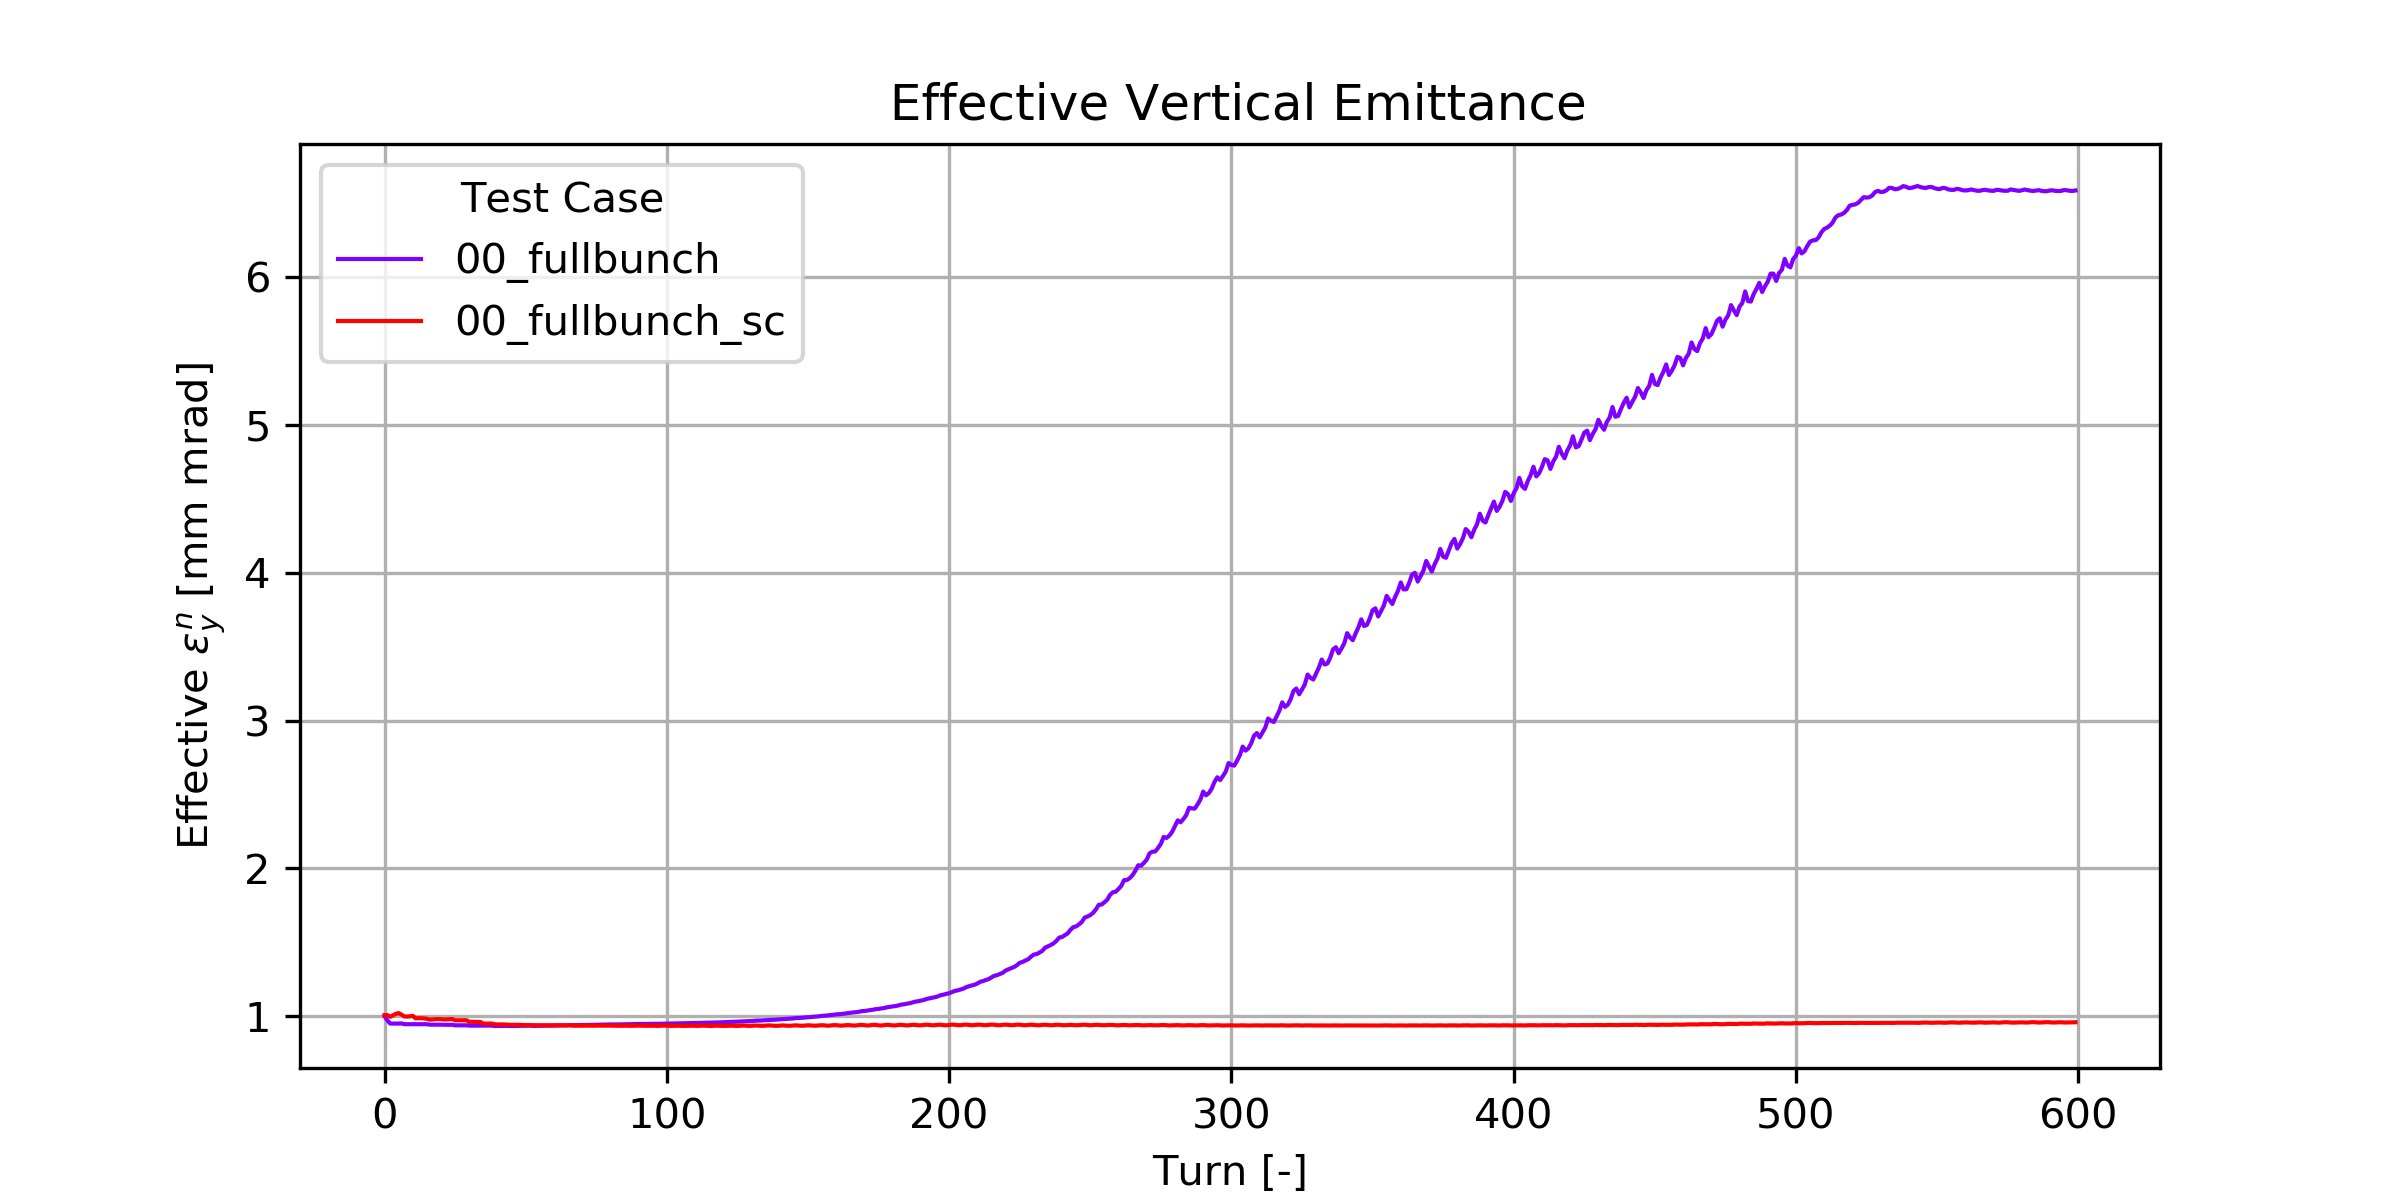 Effective Vertical Emittance
Test Case
00_fullbunch
00_fullbunch_sc
Effective εⁿᵧ [mm mrad]
6
5
4
3
2
1
0 100 200 300 400 500 600
Turn [-]